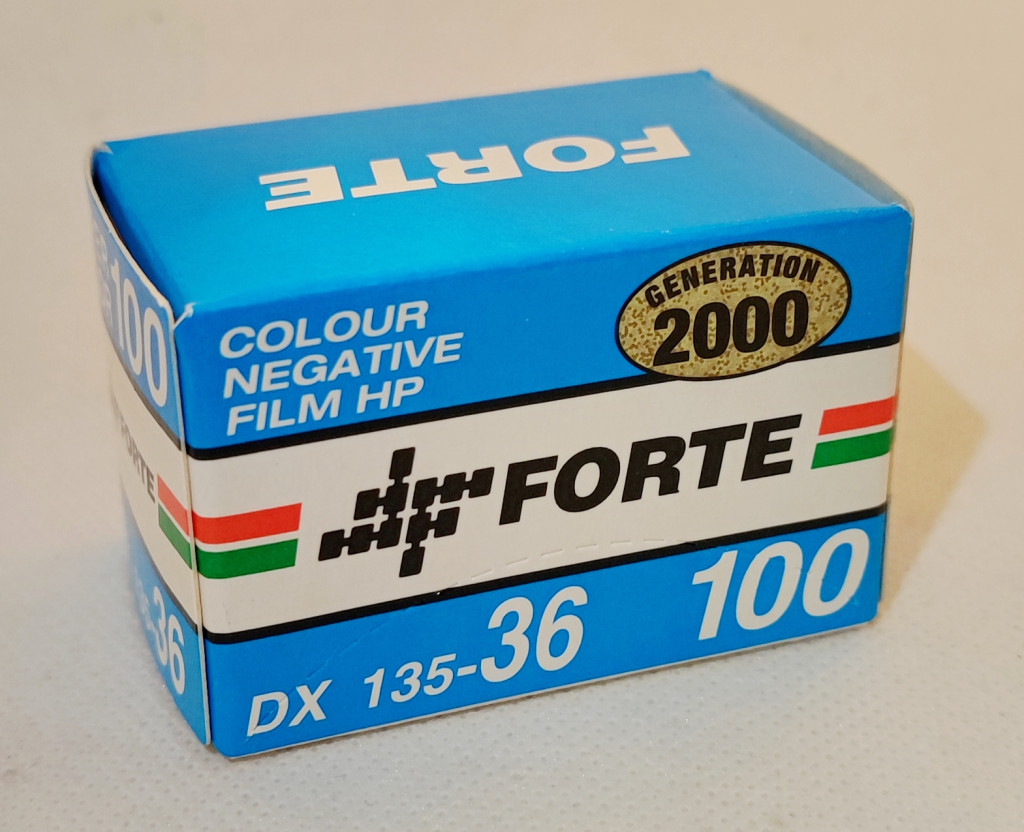 FORTE
COLOUR
NEGATIVE
FILM HP
GENERATION
2000
FORTE
DX 135-36 100
100
FORTE
36